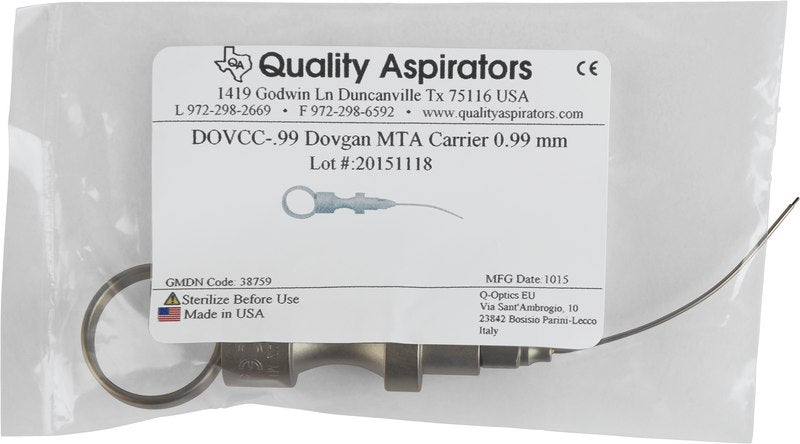 QA Quality Aspirators CE
1419 Godwin Ln Duncanville Tx 75116 USA
L 972-298-2669 • F 972-298-6592 • www.qualityaspirators.com
DOVCC-.99 Dovgan MTA Carrier 0.99 mm
Lot #:20151118
GMDN Code: 38759
MFG Date:1015
Sterilize Before Use
Made in USA
Q-Optics EU
Via Sant'Ambrogio, 10
23842 Bosisio Parini-Lecco
Italy